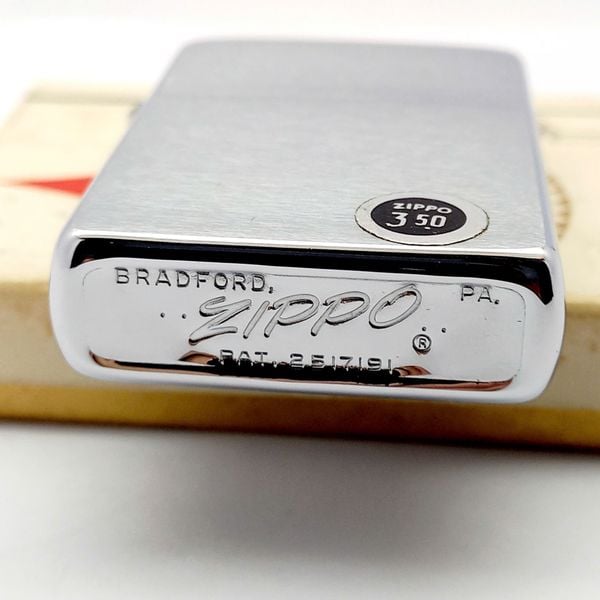 ZIPPO
3 50
BRADFORD, PA.
.. ZIPPO ..
®
PAT. 2517191